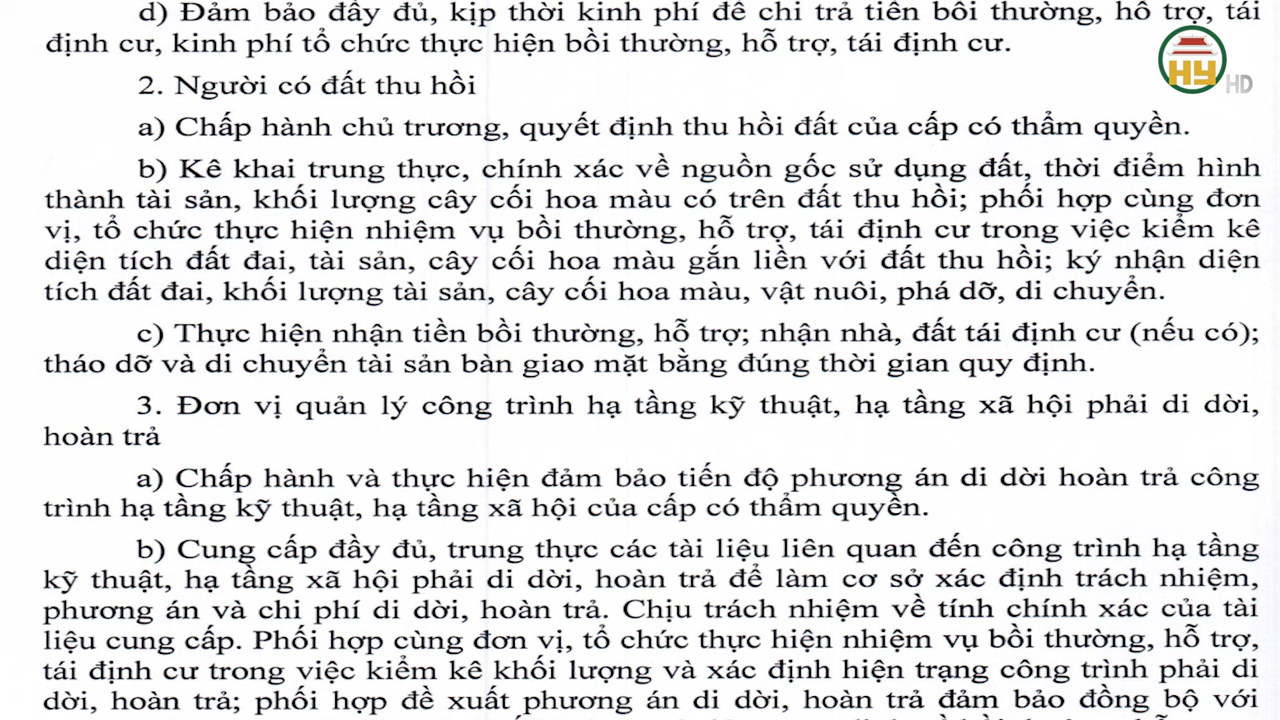 d) Đảm bảo đầy đủ, kịp thời kinh phí để chi trả tiền bồi thường, hỗ trợ, tái
định cư, kinh phí tổ chức thực hiện bồi thường, hỗ trợ, tái định cư.
HY HD
2. Người có đất thu hồi
a) Chấp hành chủ trương, quyết định thu hồi đất của cấp có thẩm quyền.
b) Kê khai trung thực, chính xác về nguồn gốc sử dụng đất, thời điểm hình
thành tài sản, khối lượng cây cối hoa màu có trên đất thu hồi; phối hợp cùng đơn
vị, tổ chức thực hiện nhiệm vụ bồi thường, hỗ trợ, tái định cư trong việc kiểm kê
diện tích đất đai, tài sản, cây cối hoa màu gắn liền với đất thu hồi; ký nhận diện
tích đất đai, khối lượng tài sản, cây cối hoa màu, vật nuôi, phá dỡ, di chuyển.
c) Thực hiện nhận tiền bồi thường, hỗ trợ; nhận nhà, đất tái định cư (nếu có);
tháo dỡ và di chuyển tài sản bàn giao mặt bằng đúng thời gian quy định.
3. Đơn vị quản lý công trình hạ tầng kỹ thuật, hạ tầng xã hội phải di dời,
hoàn trả
a) Chấp hành và thực hiện đảm bảo tiến độ phương án di dời hoàn trả công
trình hạ tầng kỹ thuật, hạ tầng xã hội của cấp có thẩm quyền.
b) Cung cấp đầy đủ, trung thực các tài liệu liên quan đến công trình hạ tầng
kỹ thuật, hạ tầng xã hội phải di dời, hoàn trả để làm cơ sở xác định trách nhiệm,
phương án và chi phí di dời, hoàn trả. Chịu trách nhiệm về tính chính xác của tài
liệu cung cấp. Phối hợp cùng đơn vị, tổ chức thực hiện nhiệm vụ bồi thường, hỗ trợ,
tái định cư trong việc kiểm kê khối lượng và xác định hiện trạng công trình phải di
dời, hoàn trả; phối hợp đề xuất phương án di dời, hoàn trả đảm bảo đồng bộ với